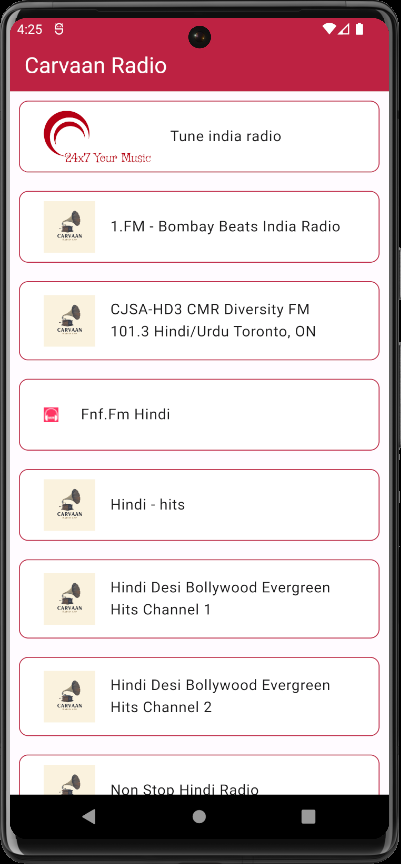 4:25
Carvaan Radio
24x7 Your Music
Tune india radio
CARVAAN
1.FM - Bombay Beats India Radio
CARVAAN
CJSA-HD3 CMR Diversity FM
101.3 Hindi/Urdu Toronto, ON
Fnf.Fm Hindi
CARVAAN
Hindi - hits
CARVAAN
Hindi Desi Bollywood Evergreen
Hits Channel 1
CARVAAN
Hindi Desi Bollywood Evergreen
Hits Channel 2
Non Stop Hindi Radio